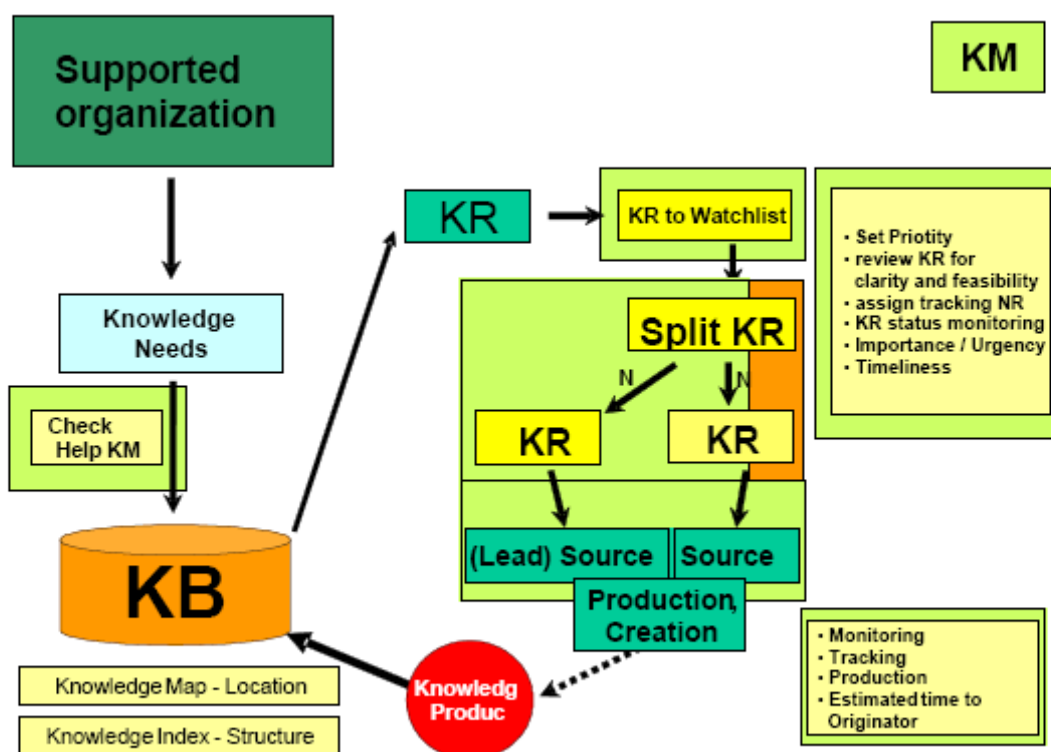 Supported
organization
KM
KR
KR to Watchlist
• Set Priotity
• review KR for
clarity and feasibility
• assign tracking NR
• KR status monitoring
• Importance / Urgency
• Timeliness
Knowledge
Needs
Split KR
N
N
Check
Help KM
KR
KR
(Lead) Source
Source
KB
Production,
Creation
• Monitoring
• Tracking
• Production
• Estimated time to
Originator
Knowledg
Produc
Knowledge Map - Location
Knowledge Index - Structure